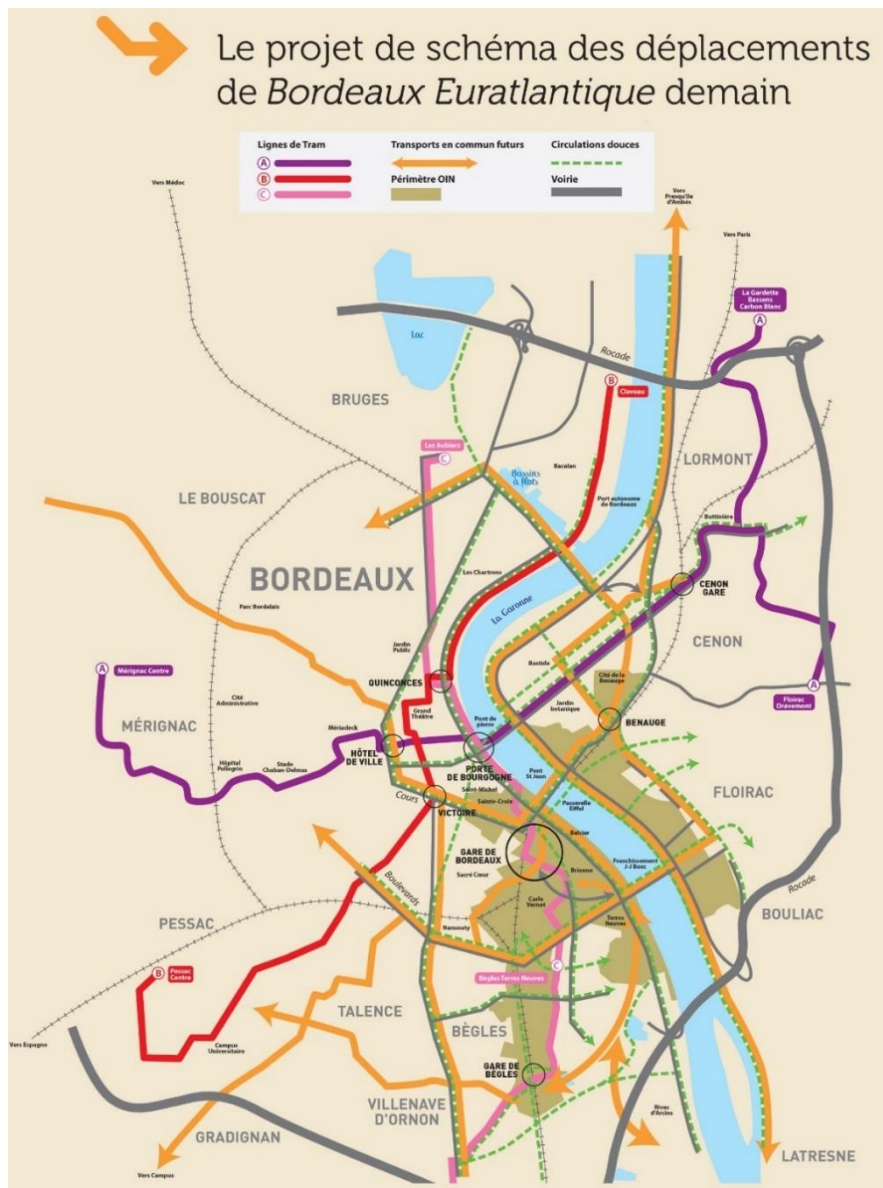 Le projet de schéma des déplacements
de Bordeaux Euratlantique demain
Lignes de Tram
A
B
C
Transports en commun futurs
Périmètre OIN
Circulations douces
Voirie
Vers Médoc
Vers
Presqu'île
d'Ambès
Vers Paris
La Gardette
Bassens
Carbon Blanc
A
Lac
Rocade
B
Claveau
BRUGES
Les Aubiers
C
LORMONT
Bacalan
Bassins
à flots
LE BOUSCAT
Port autonome
de Bordeaux
Buttinière
BORDEAUX
Les Chartrons
CENON
GARE
La Garonne
Parc Bordelais
Jardin
Public
CENON
Bastide
A
Mérignac Centre
QUINCONCES
Cité de la
Benauge
Floirac
Dravemont
A
Cité
Administrative
Grand
Théâtre
Jardin
botanique
Pont de
pierre
BENAUGE
MÉRIGNAC
Mériadeck
HÔTEL
DE VILLE
Hôpital
Pellegrin
Stade
Chaban-Delmas
PORTE
DE BOURGOGNE
Pont
St Jean
FLOIRAC
Saint-Michel
Cours
Sainte-Croix
Passerelle
Eiffel
VICTOIRE
Belcier
GARE DE
BORDEAUX
Franchissement
J-J Bosc
Sacré Cœur
Brienne
Boulevards
Rocade
Carle
Vernet
BOULIAC
PESSAC
Terres
Neuves
Nansouty
B
Pessac
Centre
Bègles Terres Neuves
C
TALENCE
BÈGLES
Vers Espagne
Campus
Universitaire
GARE DE
BÈGLES
VILLENAVE
D'ORNON
Rives
d'Arcins
GRADIGNAN
LATRESNE
Vers Campus